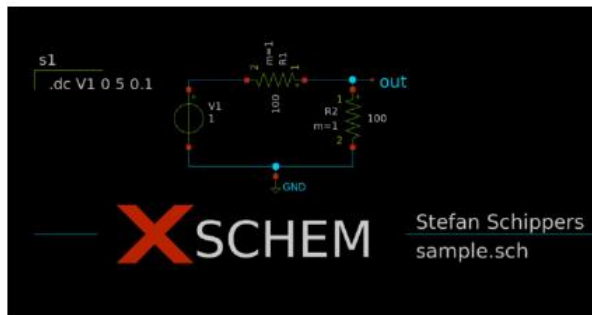 s1
.dc V1 0 5 0.1
m=1
R1
2
1
100
out
V1
1
1
R2
m=1
100
2
GND
XSCHEM
Stefan Schippers
sample.sch